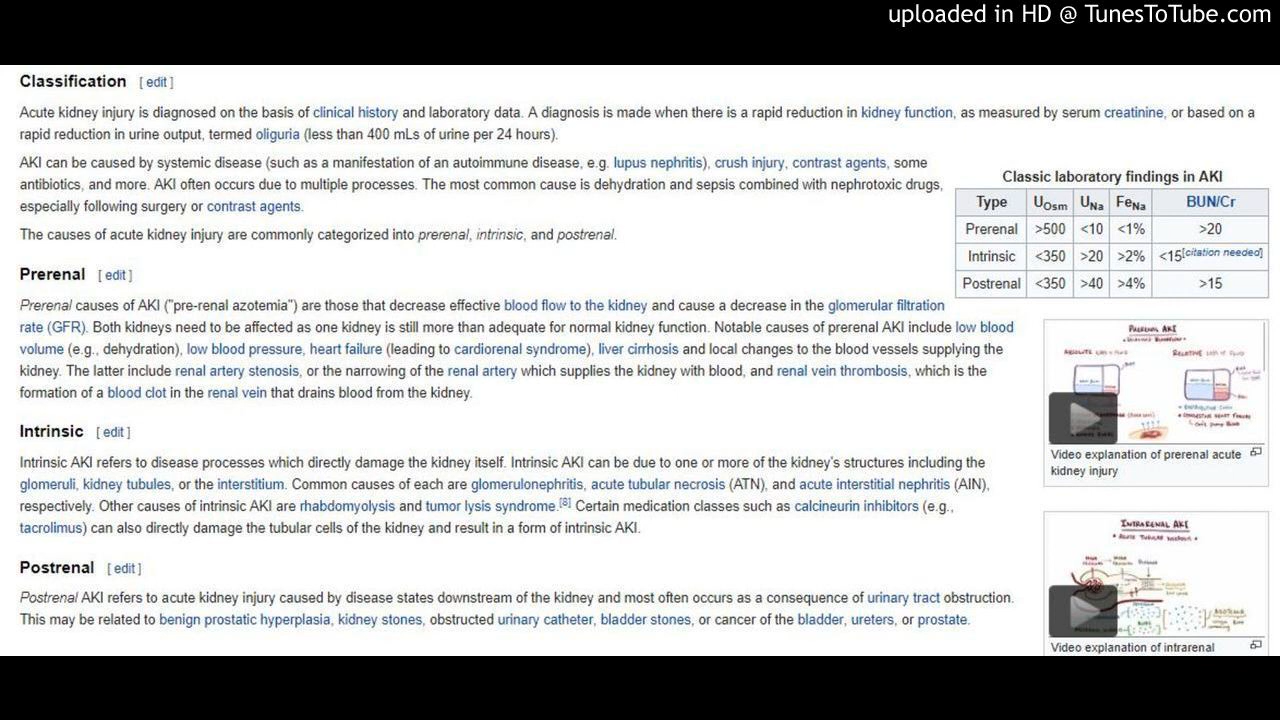 uploaded in HD @ TunesToTube.com
Classification [ edit ]
Acute kidney injury is diagnosed on the basis of clinical history and laboratory data. A diagnosis is made when there is a rapid reduction in kidney function, as measured by serum creatinine, or based on a
rapid reduction in urine output, termed oliguria (less than 400 mLs of urine per 24 hours).
AKI can be caused by systemic disease (such as a manifestation of an autoimmune disease, e.g. lupus nephritis), crush injury, contrast agents, some
antibiotics, and more. AKI often occurs due to multiple processes. The most common cause is dehydration and sepsis combined with nephrotoxic drugs,
especially following surgery or contrast agents.
The causes of acute kidney injury are commonly categorized into prerenal, intrinsic, and postrenal.
Classic laboratory findings in AKI
Type UOsm UNa FeNa BUN/Cr
Prerenal >500 <10 <1% >20
Intrinsic <350 >20 >2% <15[citation needed]
Postrenal <350 >40 >4% >15
Prerenal [ edit ]
Prerenal causes of AKI ("pre-renal azotemia") are those that decrease effective blood flow to the kidney and cause a decrease in the glomerular filtration
rate (GFR). Both kidneys need to be affected as one kidney is still more than adequate for normal kidney function. Notable causes of prerenal AKI include low blood
volume (e.g., dehydration), low blood pressure, heart failure (leading to cardiorenal syndrome), liver cirrhosis and local changes to the blood vessels supplying the
kidney. The latter include renal artery stenosis, or the narrowing of the renal artery which supplies the kidney with blood, and renal vein thrombosis, which is the
formation of a blood clot in the renal vein that drains blood from the kidney.
Intrinsic [ edit ]
Intrinsic AKI refers to disease processes which directly damage the kidney itself. Intrinsic AKI can be due to one or more of the kidney's structures including the
glomeruli, kidney tubules, or the interstitium. Common causes of each are glomerulonephritis, acute tubular necrosis (ATN), and acute interstitial nephritis (AIN),
respectively. Other causes of intrinsic AKI are rhabdomyolysis and tumor lysis syndrome.[8] Certain medication classes such as calcineurin inhibitors (e.g.,
tacrolimus) can also directly damage the tubular cells of the kidney and result in a form of intrinsic AKI.
Postrenal [ edit ]
Postrenal AKI refers to acute kidney injury caused by disease stream of the kidney and most often occurs as a consequence of urinary tract obstruction.
This may be related to benign prostatic hyperplasia, kidney stones, obstructed urinary catheter, bladder stones, or cancer of the bladder, ureters, or prostate.
PRERENAL AKI
ABSOLUTE LOSS OF FLUID
RELATIVE LOSS OF FLUID
CONGESTIVE HEART FAILURE
Video explanation of prerenal acute
kidney injury
INTRARENAL AKI
ACUTE TUBULAR NECROSIS
Video explanation of intrarenal